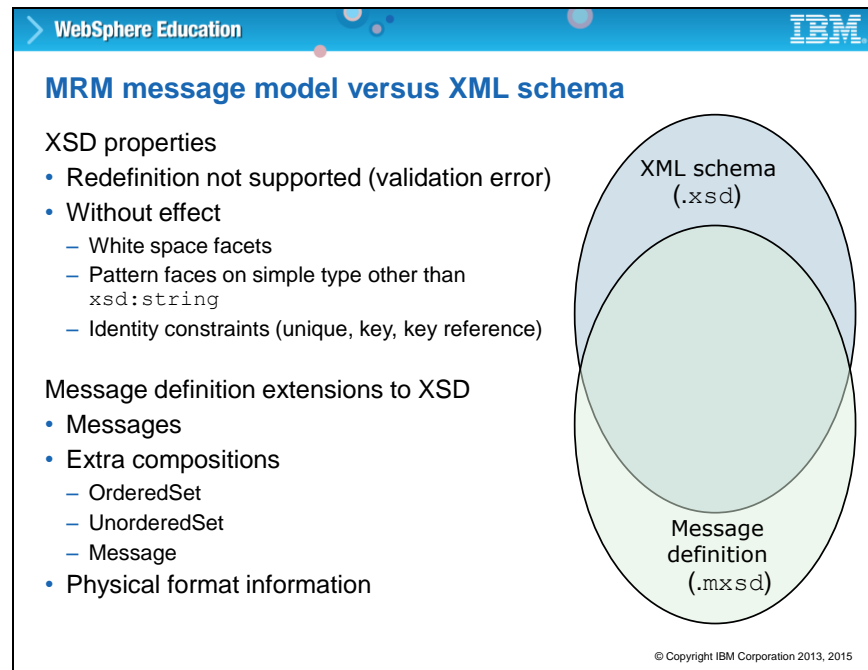 WebSphere Education
IBM
MRM message model versus XML schema
XSD properties
• Redefinition not supported (validation error)
• Without effect
– White space facets
– Pattern faces on simple type other than
xsd:string
– Identity constraints (unique, key, key reference)
Message definition extensions to XSD
• Messages
• Extra compositions
– OrderedSet
– UnorderedSet
– Message
• Physical format information
XML schema
(.xsd)
Message
definition
(.mxsd)
© Copyright IBM Corporation 2013, 2015